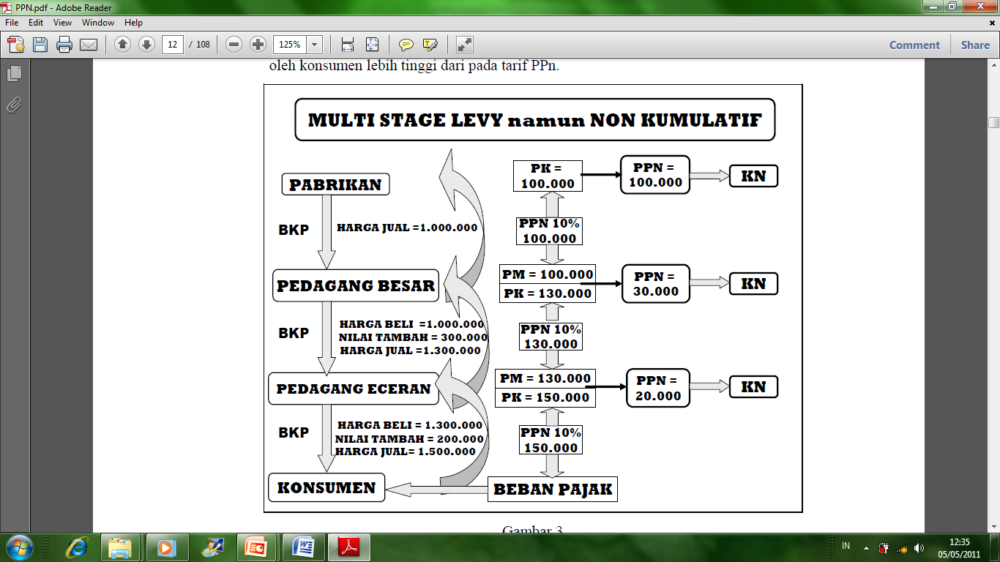 PPN.pdf - Adobe Reader
File Edit View Window Help
12 / 108 125% Comment Share
oleh konsumen lebih tinggi dari pada tarif PPn.
MULTI STAGE LEVY namun NON KUMULATIF
PABRIKAN
BKP
HARGA JUAL =1.000.000
PEDAGANG BESAR
BKP
HARGA BELI =1.000.000
NILAI TAMBAH = 300.000
HARGA JUAL =1.300.000
PEDAGANG ECERAN
BKP
HARGA BELI = 1.300.000
NILAI TAMBAH = 200.000
HARGA JUAL= 1.500.000
KONSUMEN
PK =
100.000
PPN =
100.000
KN
PPN 10%
100.000
PM = 100.000
PK = 130.000
PPN =
30.000
KN
PPN 10%
130.000
PM = 130.000
PK = 150.000
PPN =
20.000
KN
PPN 10%
150.000
BEBAN PAJAK
Gambar 3
IN
12:35
05/05/2011